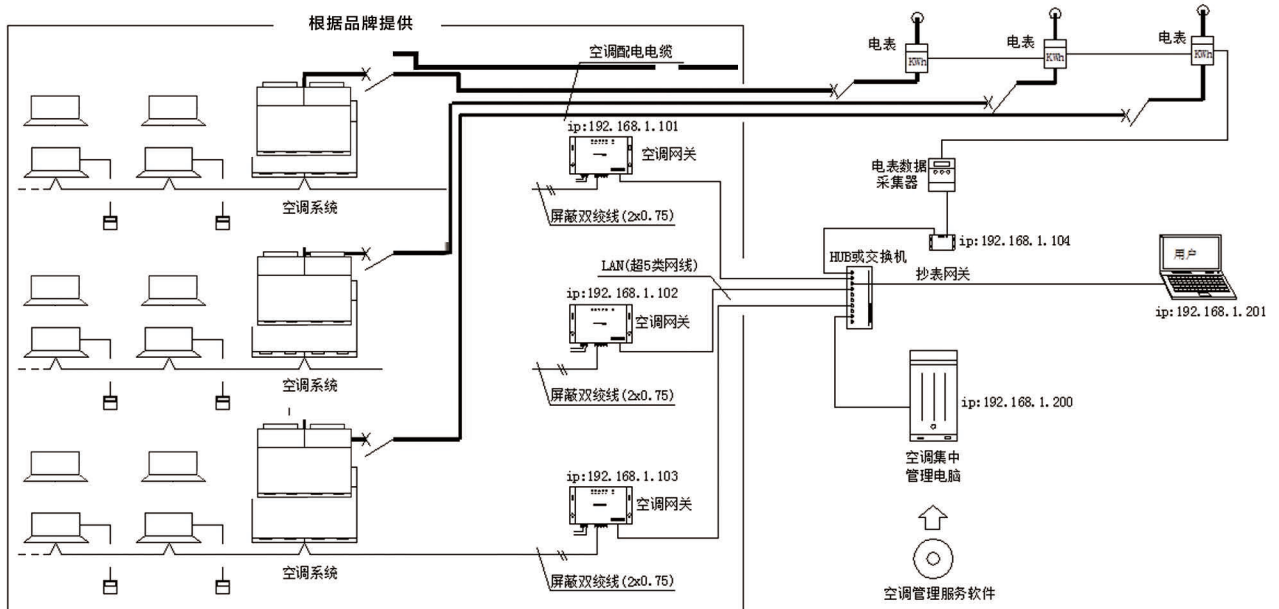 根据品牌提供
空调配电电缆
电表
KWh
电表
KWh
电表
KWh
ip:192.168.1.101
空调网关
屏蔽双绞线(2x0.75)
空调系统
电表数据
采集器
ip:192.168.1.104
HUB或交换机
抄表网关
用户
ip:192.168.1.201
LAN(超5类网线)
ip:192.168.1.102
空调网关
屏蔽双绞线(2x0.75)
空调系统
ip:192.168.1.200
空调集中
管理电脑
ip:192.168.1.103
空调网关
屏蔽双绞线(2x0.75)
空调系统
空调管理服务软件